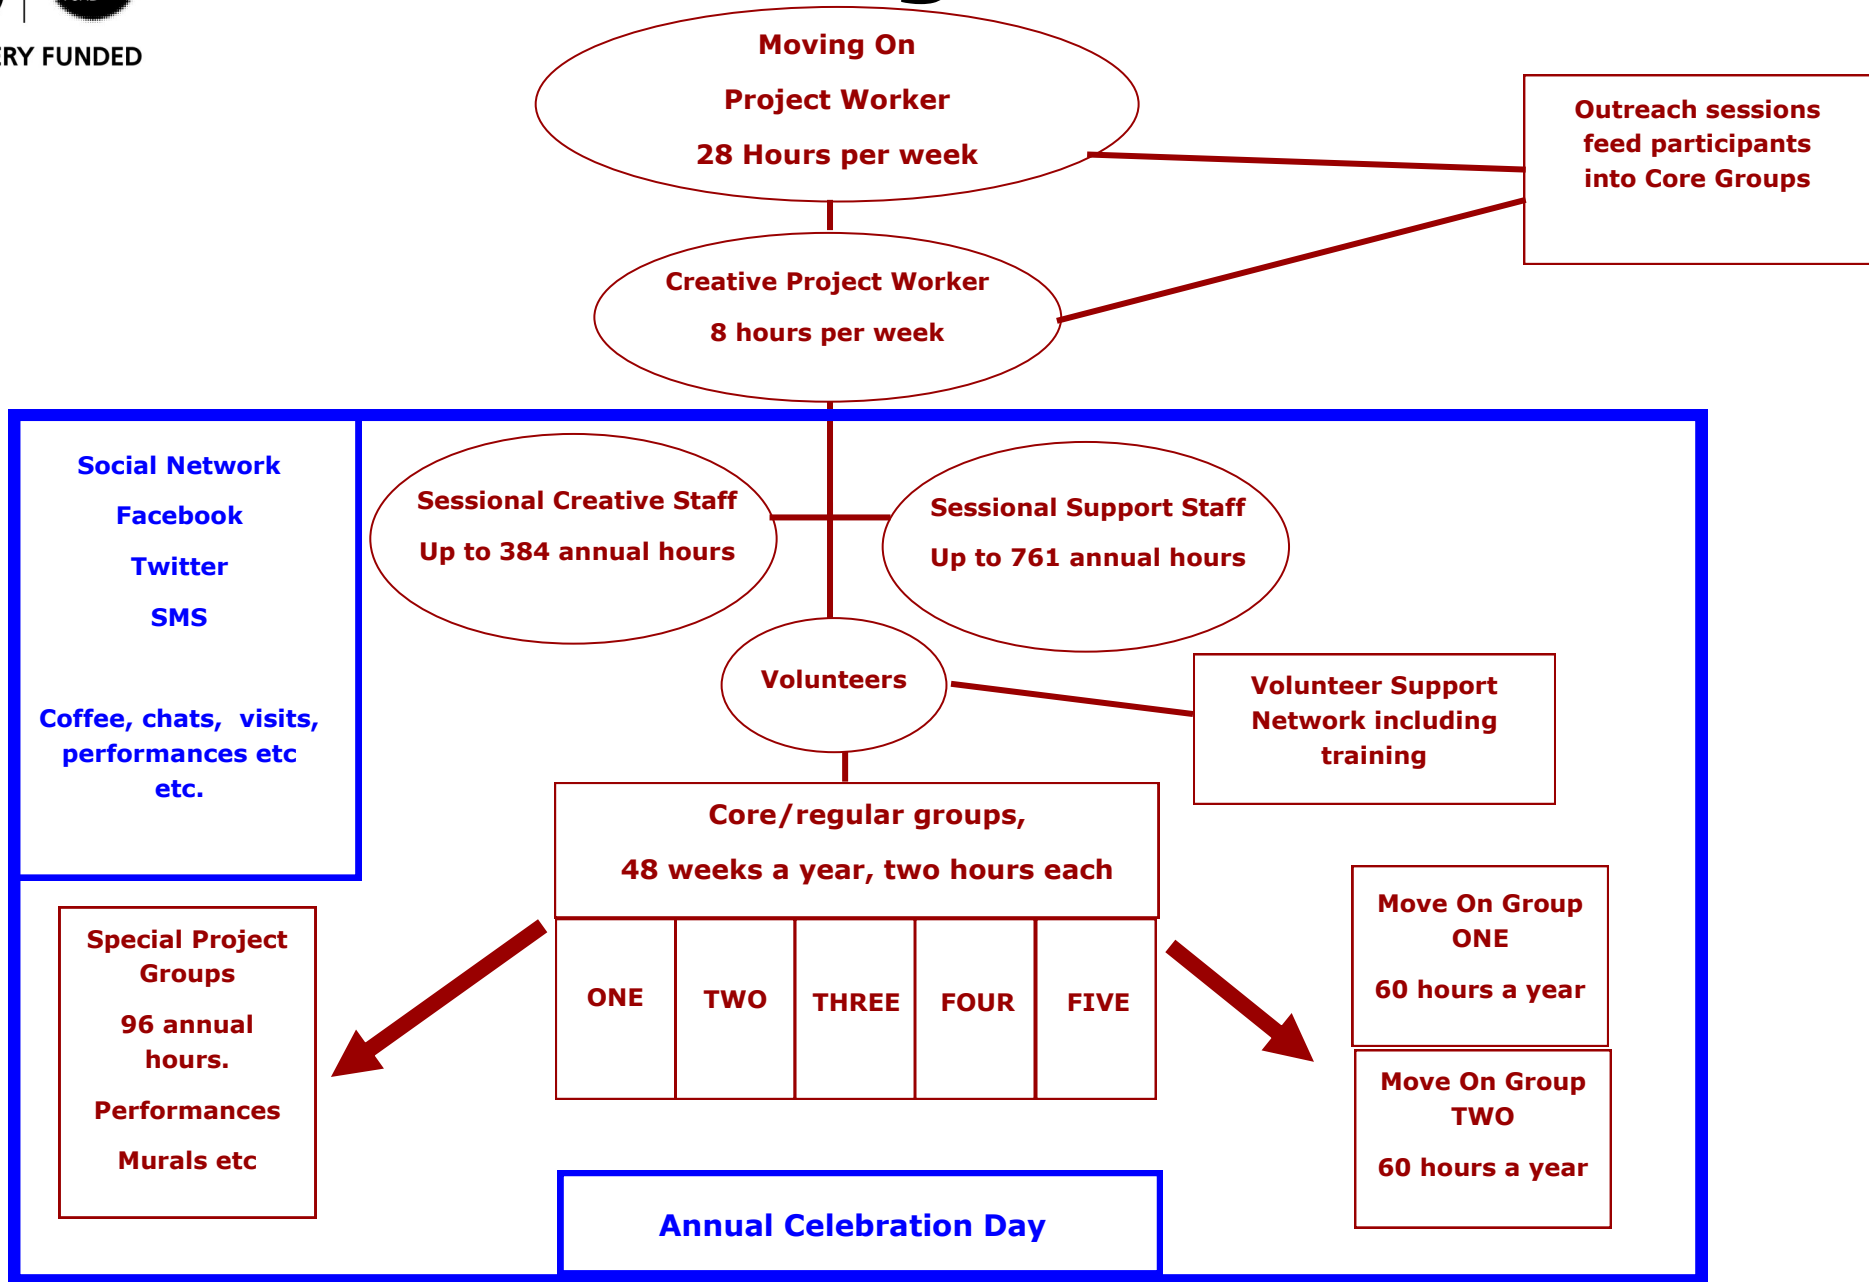 ERY FUNDED
Moving On
Project Worker
28 Hours per week
Outreach sessions
feed participants
into Core Groups
Creative Project Worker
8 hours per week
Social Network
Facebook
Twitter
SMS
Coffee, chats, visits,
performances etc
etc.
Sessional Creative Staff
Up to 384 annual hours
Sessional Support Staff
Up to 761 annual hours
Volunteers
Volunteer Support
Network including
training
Core/regular groups,
48 weeks a year, two hours each
ONE
TWO
THREE
FOUR
FIVE
Special Project
Groups
96 annual
hours.
Performances
Murals etc
Move On Group
ONE
60 hours a year
Move On Group
TWO
60 hours a year
Annual Celebration Day